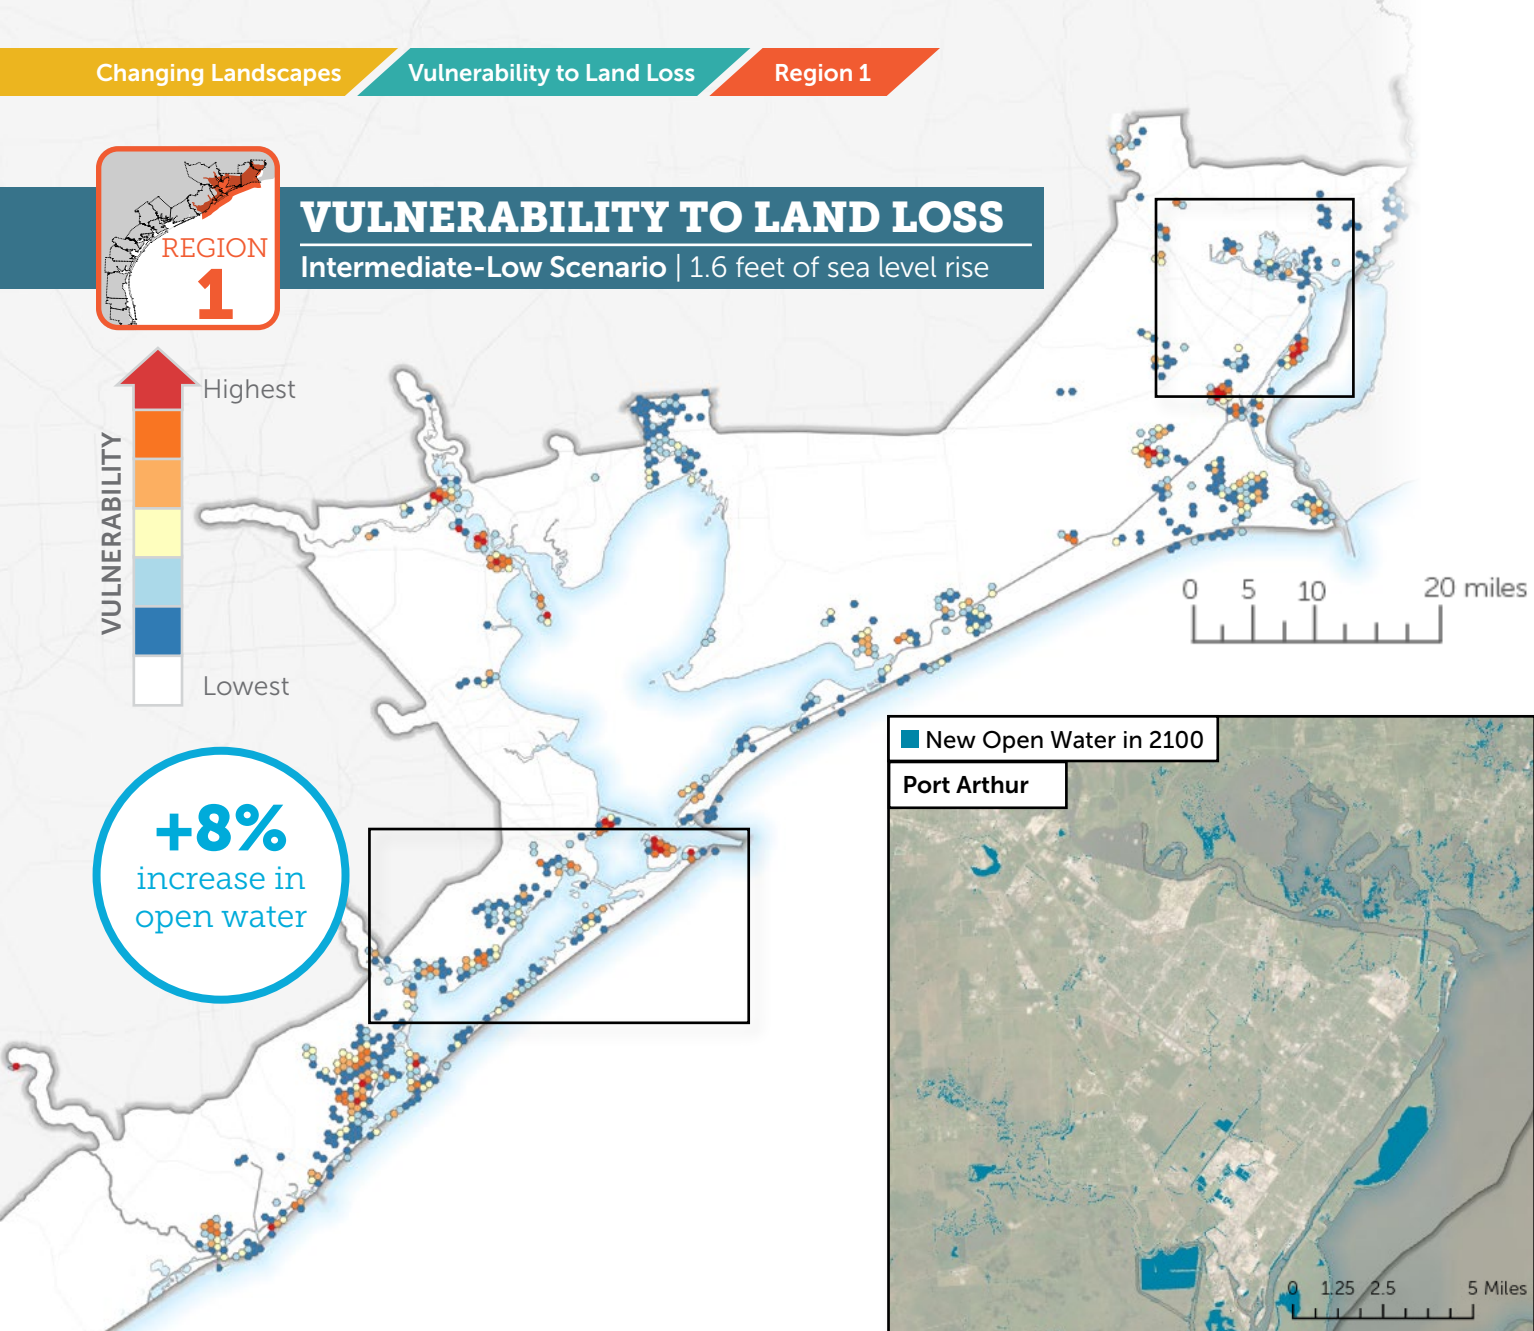 Changing Landscapes
Vulnerability to Land Loss
Region 1
REGION
1
VULNERABILITY TO LAND LOSS
Intermediate-Low Scenario | 1.6 feet of sea level rise
Highest
VULNERABILITY
Lowest
0 5 10 20 miles
+8%
increase in
open water
New Open Water in 2100
Port Arthur
0 1.25 2.5 5 Miles